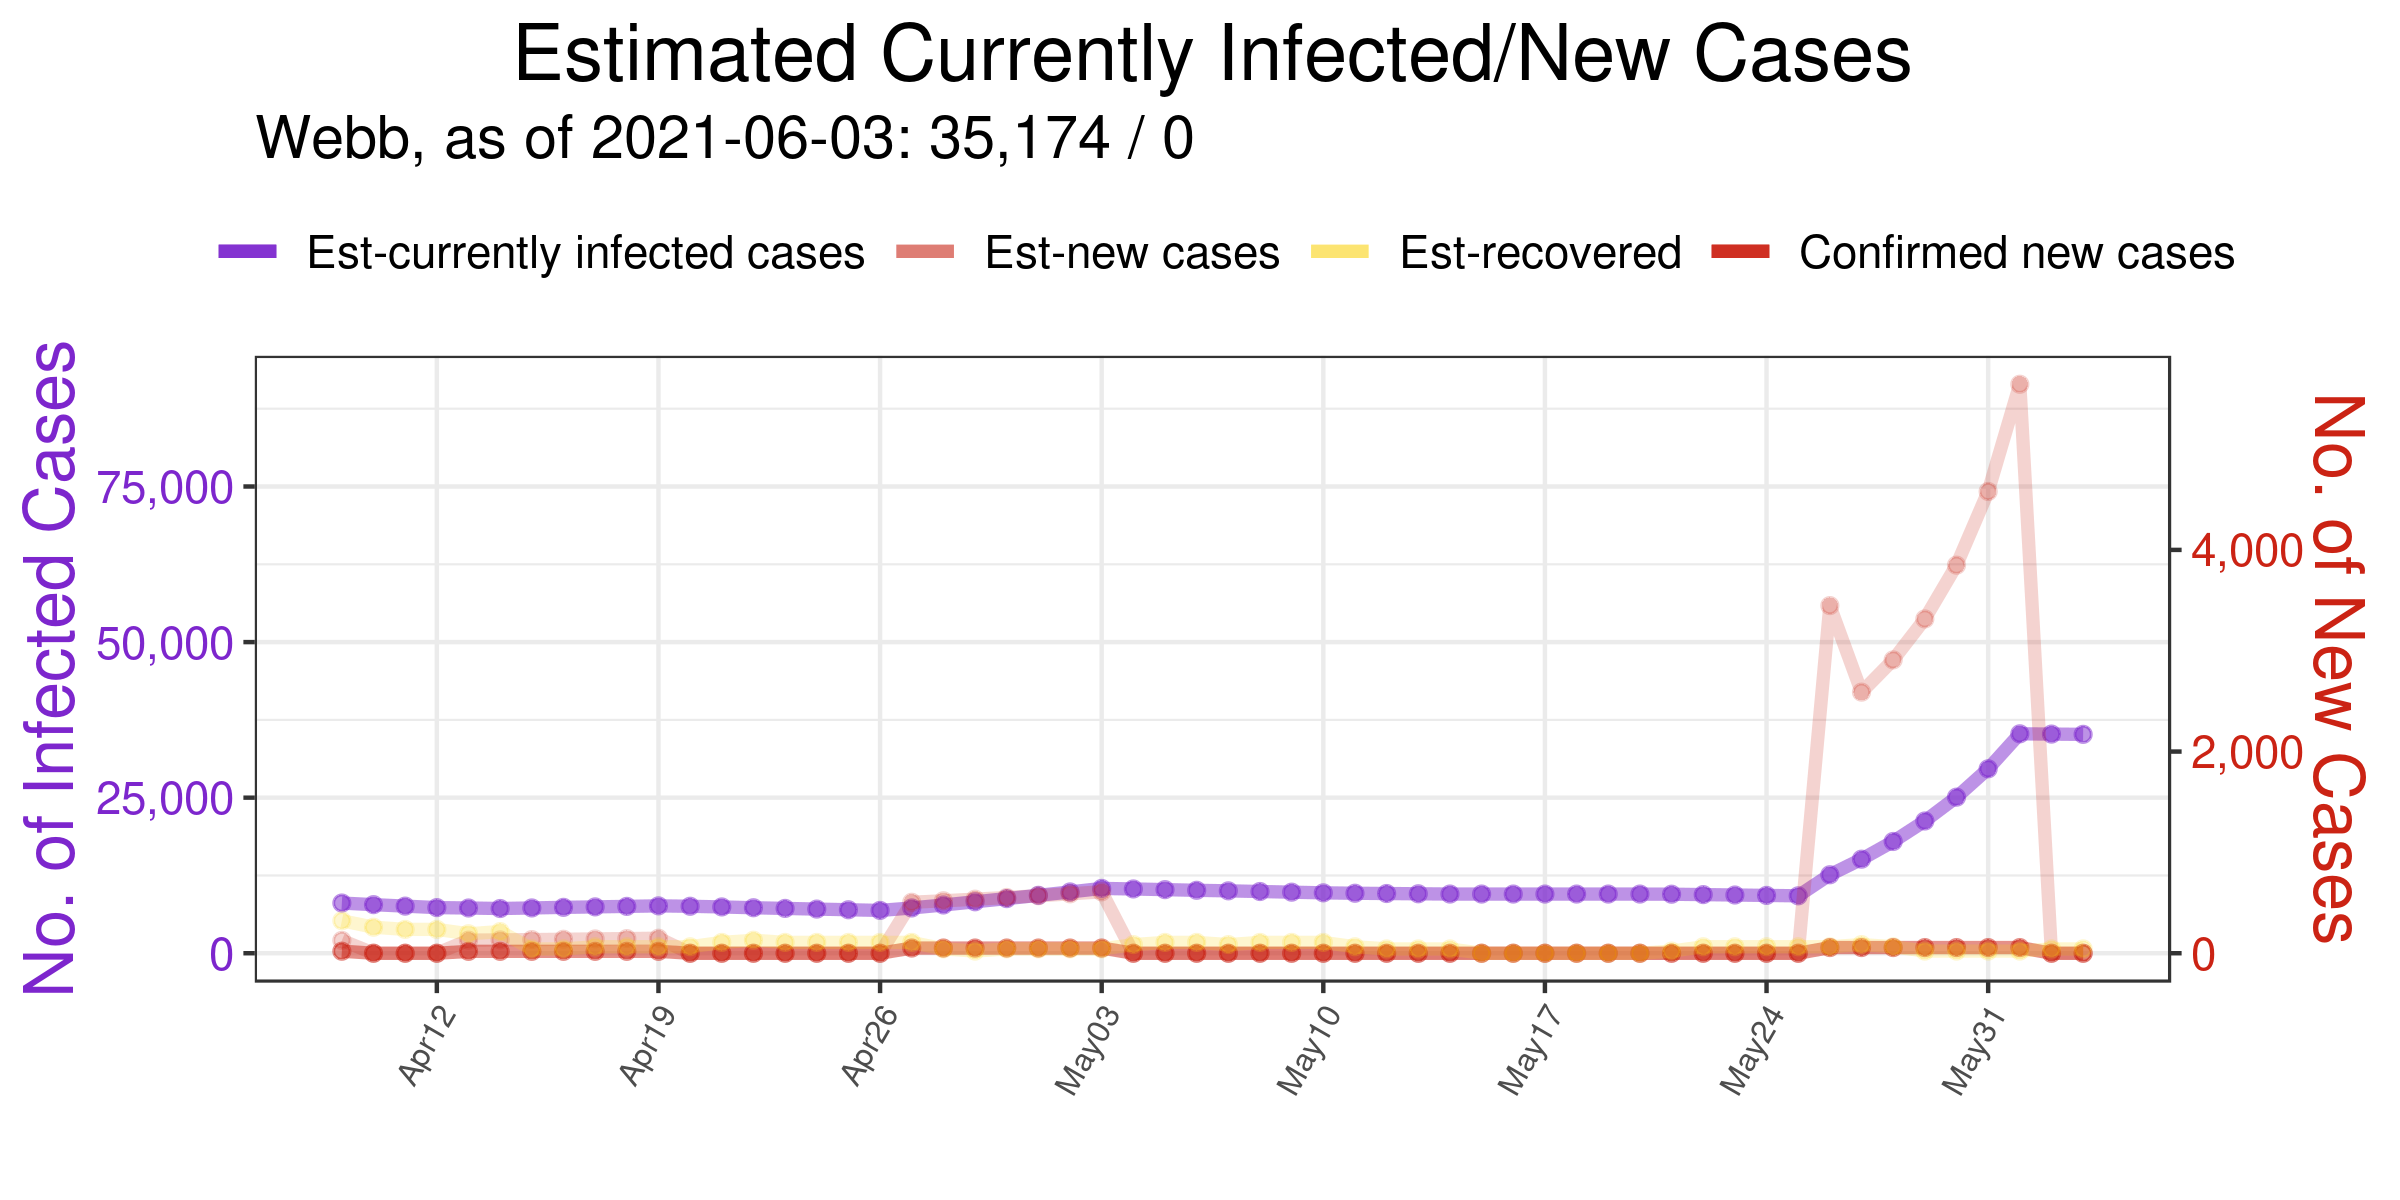 Estimated Currently Infected/New Cases
Webb, as of 2021-06-03: 35,174 / 0
Est-currently infected cases Est-new cases Est-recovered Confirmed new cases
No. of Infected Cases
75,000
50,000
25,000
0
4,000
2,000
0
No. of New Cases
Apr12 Apr19 Apr26 May03 May10 May17 May24 May31